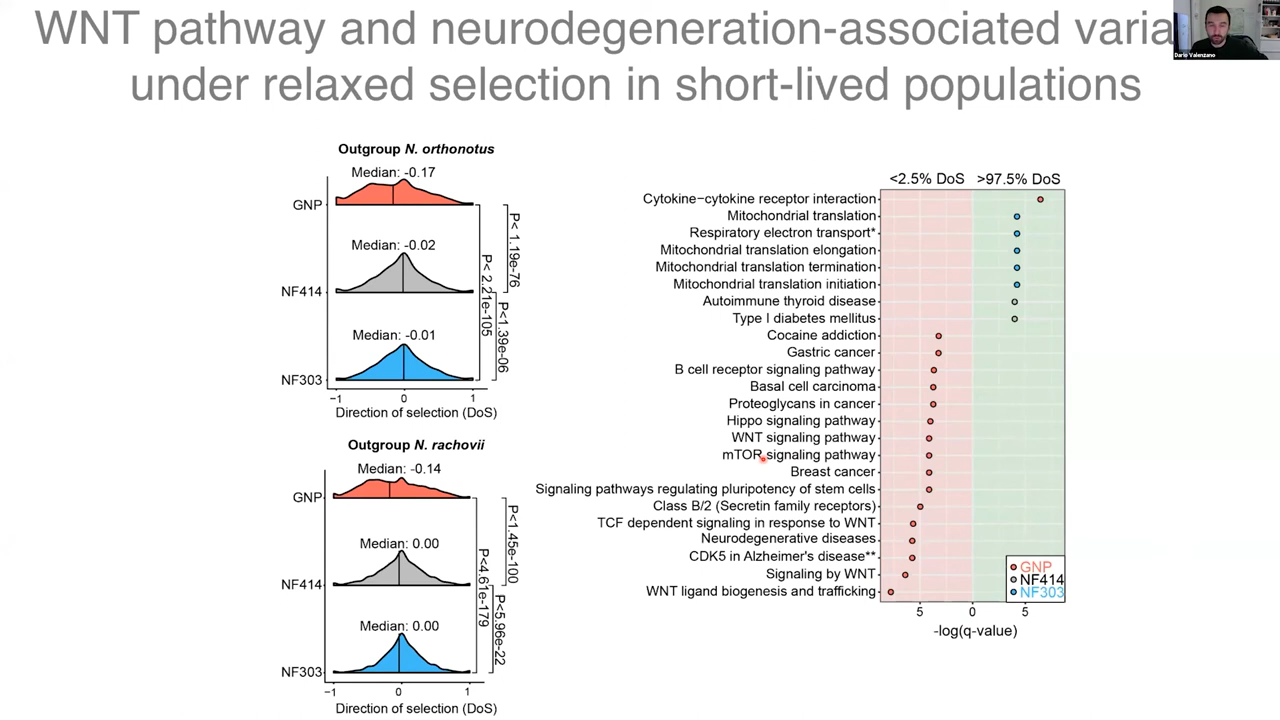 WNT pathway and neurodegeneration-associated varia
under relaxed selection in short-lived populations
Dario Valenzano
Outgroup N. orthonotus
Median: -0.17
GNP
Median: -0.02
NF414
Median: -0.01
NF303
P< 1.19e-76
P< 2.21e-105
P<1.39e-06
−1 0 1
Direction of selection (DoS)
Outgroup N. rachovii
Median: -0.14
GNP
Median: 0.00
NF414
Median: 0.00
NF303
P<1.45e-100
P<4.61e-179
P<5.96e-22
−1 0 1
Direction of selection (DoS)
<2.5% DoS >97.5% DoS
Cytokine−cytokine receptor interaction
Mitochondrial translation
Respiratory electron transport*
Mitochondrial translation elongation
Mitochondrial translation termination
Mitochondrial translation initiation
Autoimmune thyroid disease
Type I diabetes mellitus
Cocaine addiction
Gastric cancer
B cell receptor signaling pathway
Basal cell carcinoma
Proteoglycans in cancer
Hippo signaling pathway
WNT signaling pathway
mTOR signaling pathway
Breast cancer
Signaling pathways regulating pluripotency of stem cells
Class B/2 (Secretin family receptors)
TCF dependent signaling in response to WNT
Neurodegenerative diseases
CDK5 in Alzheimer's disease**
Signaling by WNT
WNT ligand biogenesis and trafficking
GNP
NF414
NF303
5 0 5
-log(q-value)